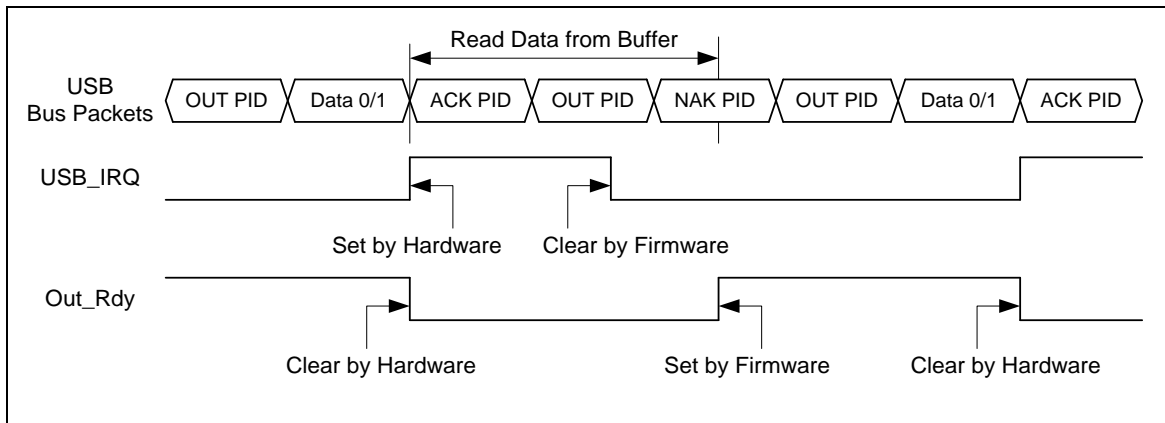 Read Data from Buffer
USB
Bus Packets
OUT PID
Data 0/1
ACK PID
OUT PID
NAK PID
OUT PID
Data 0/1
ACK PID
USB_IRQ
Set by Hardware
Clear by Firmware
Out_Rdy
Clear by Hardware
Set by Firmware
Clear by Hardware